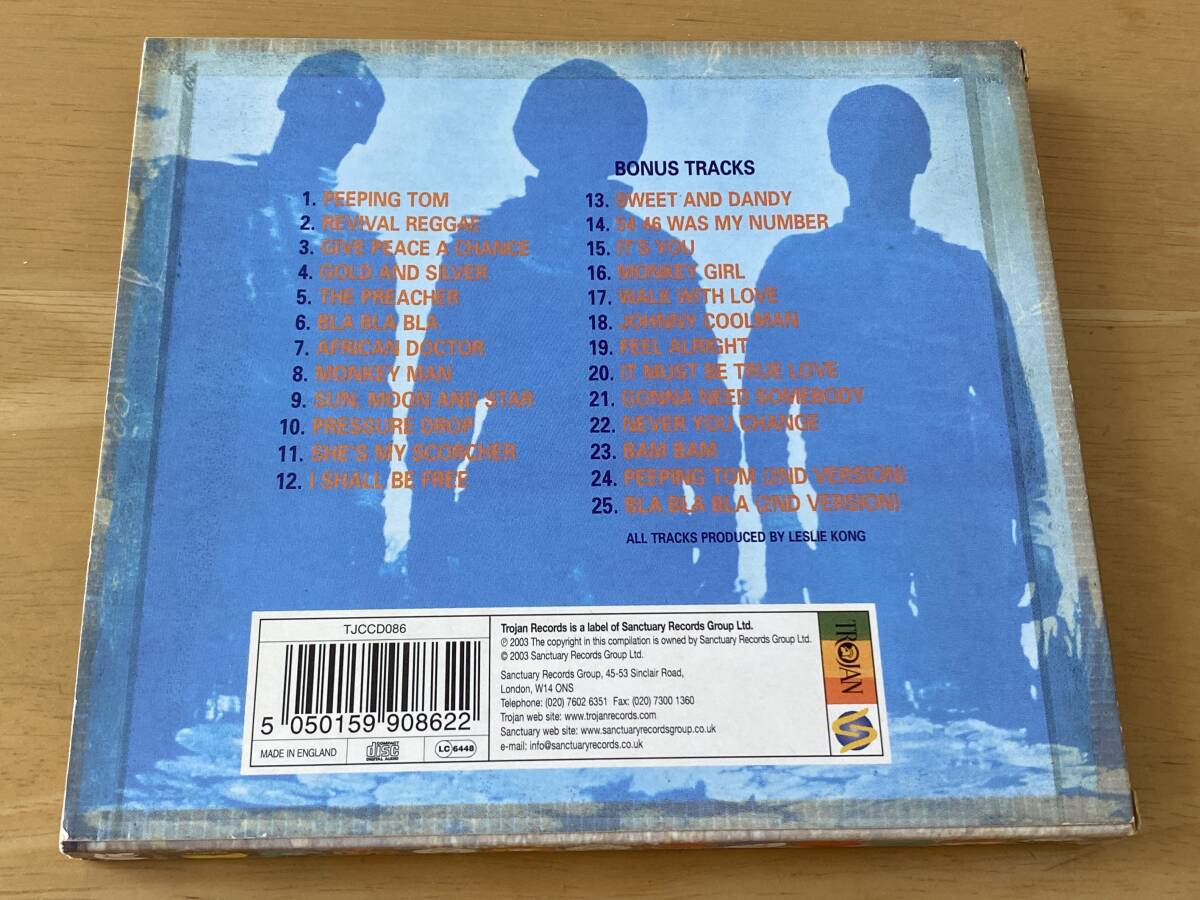 1. PEEPING TOM
2. REVIVAL REGGAE
3. GIVE PEACE A CHANCE
4. GOLD AND SILVER
5. THE PREACHER
6. BLA BLA BLA
7. AFRICAN DOCTOR
8. MONKEY MAN
9. SUN, MOON AND STAR
10. PRESSURE DROP
11. SHE'S MY SCORCHER
12. I SHALL BE FREE
BONUS TRACKS
13. SWEET AND DANDY
14. 54-46 WAS MY NUMBER
15. IT'S YOU
16. MONKEY GIRL
17. WALK WITH LOVE
18. JOHNNY COOLMAN
19. FEEL ALRIGHT
20. IT MUST BE TRUE LOVE
21. GONNA NEED SOMEBODY
22. NEVER YOU CHANGE
23. BAM BAM
24. PEEPING TOM (2ND VERSION)
25. BLA BLA BLA (2ND VERSION)
ALL TRACKS PRODUCED BY LESLIE KONG
TJCCD086
5 050159 908622
MADE IN ENGLAND
COMPACT disc DIGITAL AUDIO
LC 6448
Trojan Records is a label of Sanctuary Records Group Ltd.
℗ 2003 The copyright in this compilation is owned by Sanctuary Records Group Ltd.
© 2003 Sanctuary Records Group Ltd.
Sanctuary Records Group, 45-53 Sinclair Road,
London, W14 ONS
Telephone: (020) 7602 6351 Fax: (020) 7300 1360
Trojan web site: www.trojanrecords.com
Sanctuary web site: www.sanctuaryrecordsgroup.co.uk
e-mail: info@sanctuaryrecords.co.uk
TROJAN